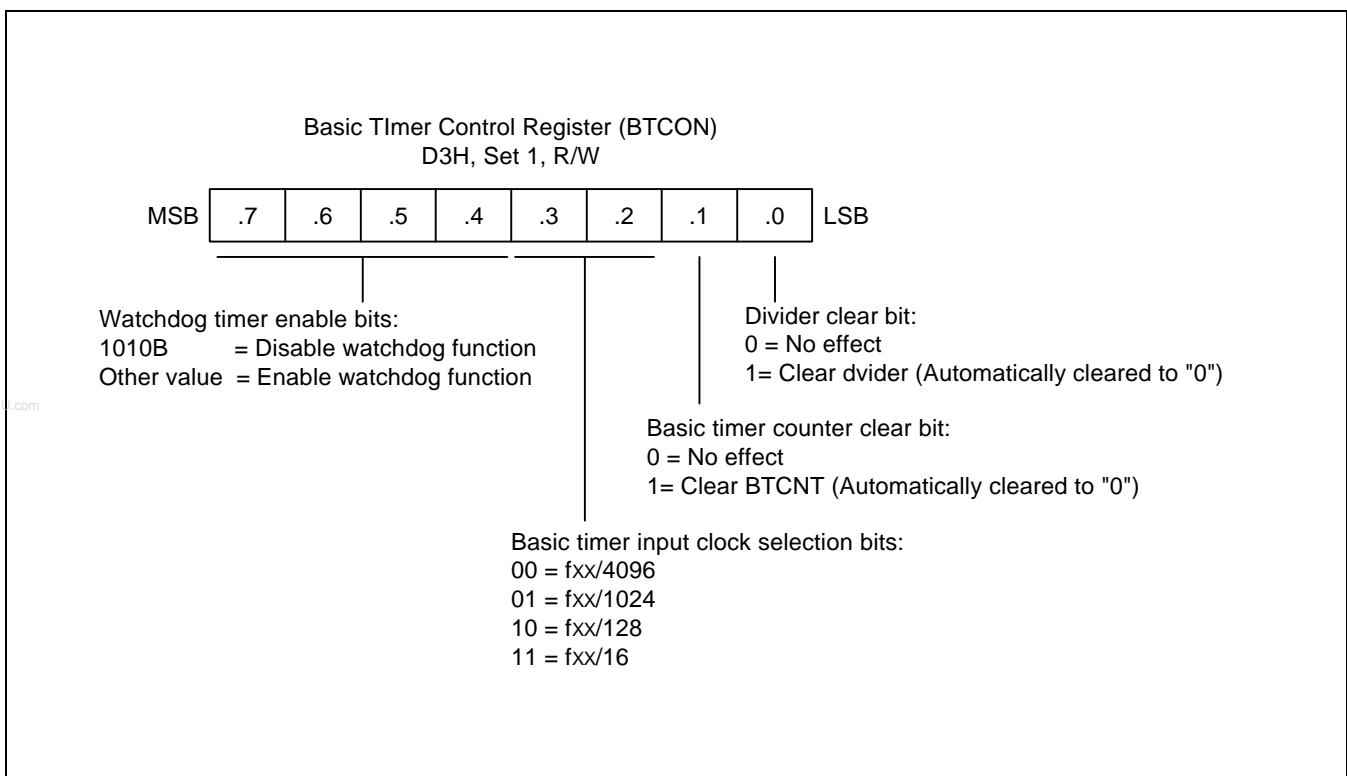 Basic TImer Control Register (BTCON)
D3H, Set 1, R/W
MSB .7 .6 .5 .4 .3 .2 .1 .0 LSB
Watchdog timer enable bits:
1010B = Disable watchdog function
Other value = Enable watchdog function
Divider clear bit:
0 = No effect
1= Clear dvider (Automatically cleared to "0")
U.com
Basic timer counter clear bit:
0 = No effect
1= Clear BTCNT (Automatically cleared to "0")
Basic timer input clock selection bits:
00 = fxx/4096
01 = fxx/1024
10 = fxx/128
11 = fxx/16